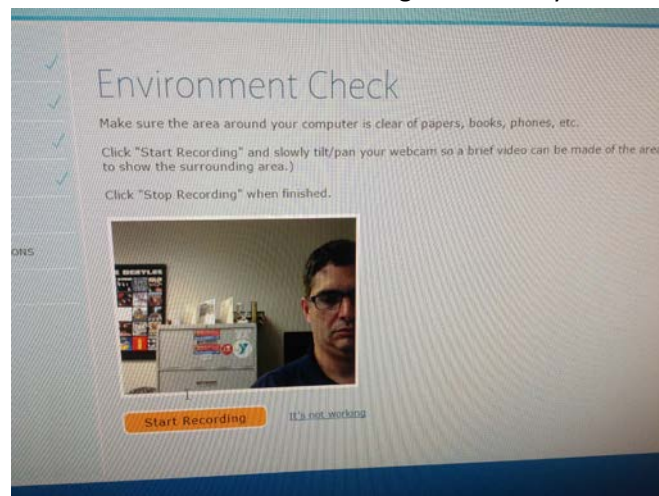 Environment Check
Make sure the area around your computer is clear of papers, books, phones, etc.
Click "Start Recording" and slowly tilt/pan your webcam so a brief video can be made of the area
to show the surrounding area.)
Click "Stop Recording" when finished.
ONS
Start Recording
It's not working